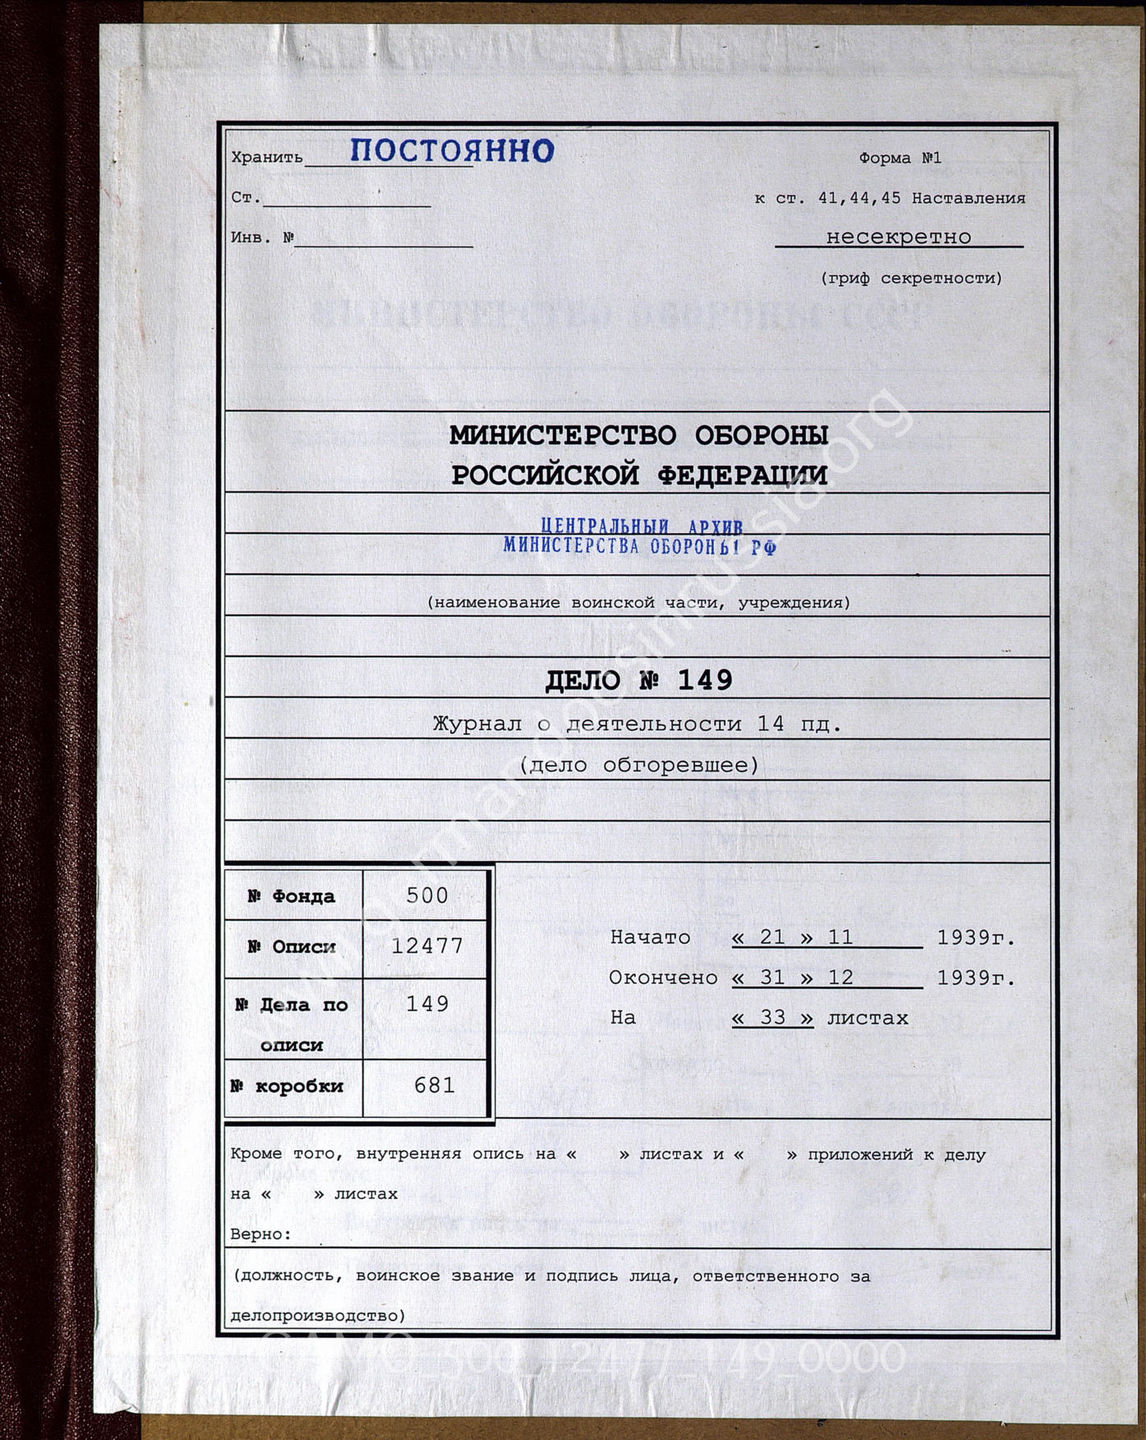 Хранить ПОСТОЯННО
Форма №1
Ст.
к ст. 41,44,45 Наставления
Инв. №
несекретно
(гриф секретности)
МИНИСТЕРСТВО ОБОРОНЫ
РОССИЙСКОЙ ФЕДЕРАЦИИ
ЦЕНТРАЛЬНЫЙ АРХИВ
МИНИСТЕРСТВА ОБОРОНЫ РФ
(наименование воинской части, учреждения)
ДЕЛО № 149
Журнал о деятельности 14 пд.
(дело обгоревшее)
№ Фонда 500
№ Описи 12477
№ Дела по описи 149
№ коробки 681
Начато « 21 » 11 1939г.
Окончено « 31 » 12 1939г.
На « 33 » листах
Кроме того, внутренняя опись на « » листах и « » приложений к делу
на « » листах
Верно:
(должность, воинское звание и подпись лица, ответственного за
делопроизводство)